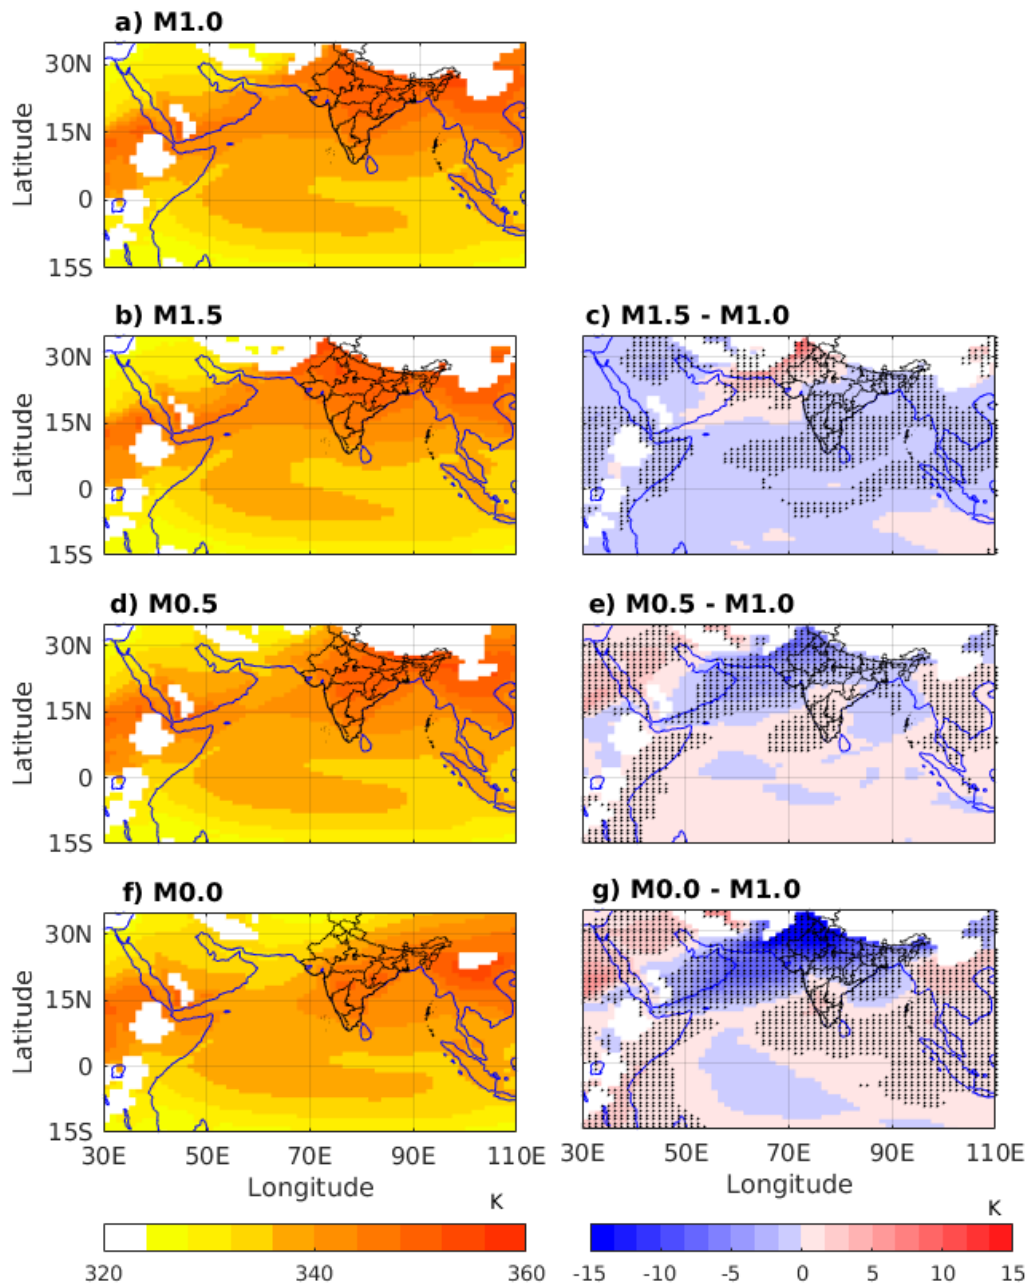 a) M1.0
30N
15N
0
15S
Latitude
b) M1.5
30N
15N
0
15S
Latitude
c) M1.5 - M1.0
d) M0.5
30N
15N
0
15S
Latitude
e) M0.5 - M1.0
f) M0.0
30N
15N
0
15S
Latitude
30E 50E 70E 90E 110E
Longitude
g) M0.0 - M1.0
30E 50E 70E 90E 110E
Longitude
K
320 340 360
K
-15 -10 -5 0 5 10 15